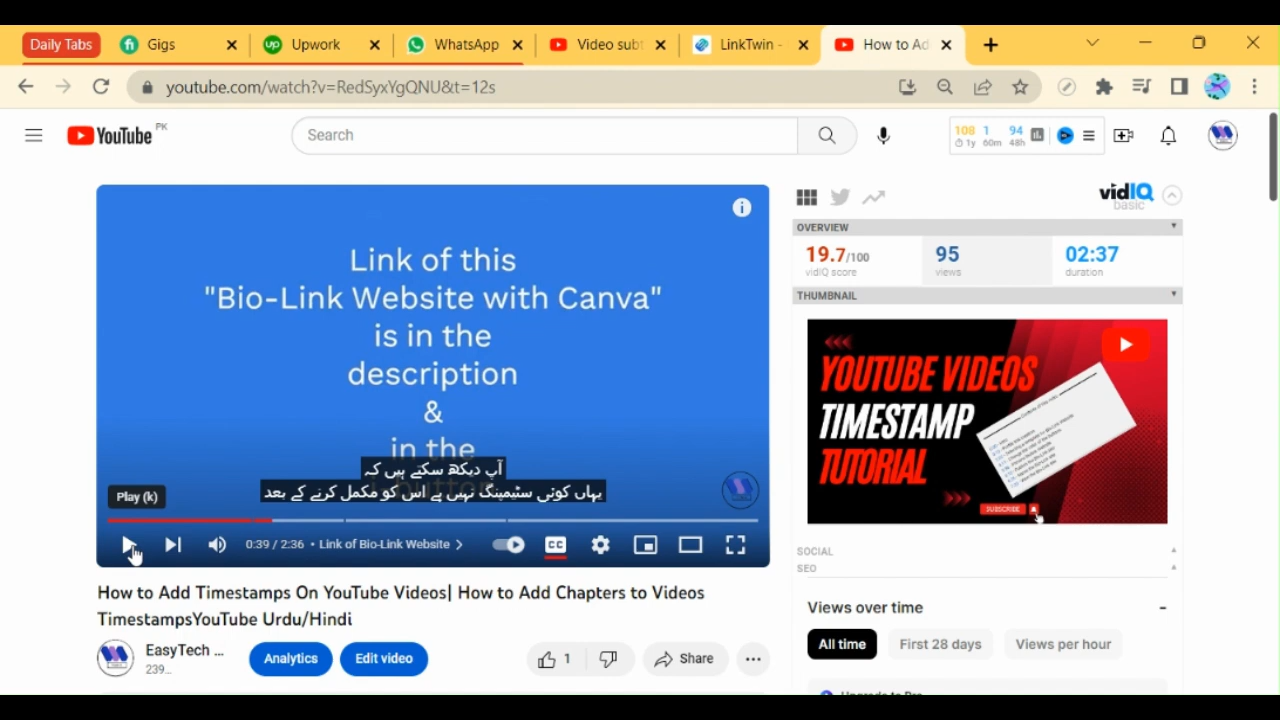 Daily Tabs
Gigs
Upwork
WhatsApp
Video subt
LinkTwin -
How to Ad
youtube.com/watch?v=RedSyxYgQNU&t=12s
YouTube PK
Search
108 1 94
1y 60m 48h
Link of this
"Bio-Link Website with Canva"
is in the
description
&
in the
آپ دیکھ سکتے ہیں کہ
یہاں کوئی سٹیمپنگ نہیں ہے اس کو مکمل کرنے کے بعد
Play (k)
0:39 / 2:36 • Link of Bio-Link Website
CC
How to Add Timestamps On YouTube Videos| How to Add Chapters to Videos
TimestampsYouTube Urdu/Hindi
EasyTech ...
239...
Analytics
Edit video
1
Share
vidIQ
basic
OVERVIEW
19.7/100
vidIQ score
95
views
02:37
duration
THUMBNAIL
YOUTUBE VIDEOS
TIMESTAMP
TUTORIAL
SUBSCRIBE
SOCIAL
SEO
Views over time
All time
First 28 days
Views per hour
Upgrade to Pro